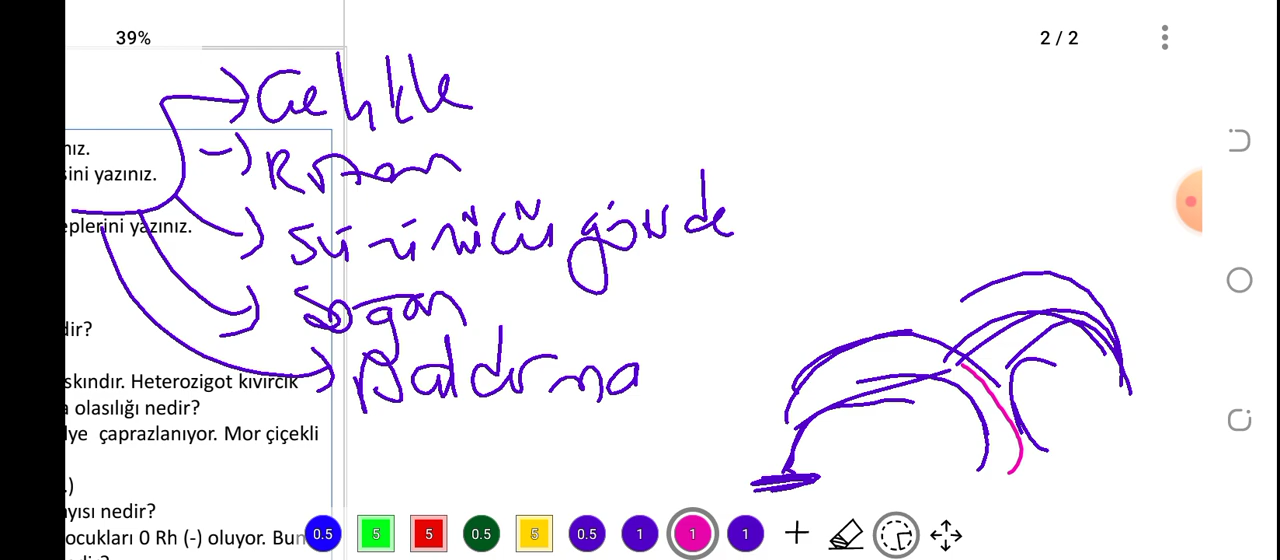 39%
2 / 2
Çelikle
Rizom
nız.
sini yazınız.
Sürünücü gövde
eplerini yazınız.
Soğan
dir?
Daldırma
skındır. Heterozigot kıvırcık
a olasılığı nedir?
lye çaprazlanıyor. Mor çiçekli
.)
ayısı nedir?
ocukları 0 Rh (-) oluyor. Bun
0.5 5 5 0.5 5 0.5 1 1 1